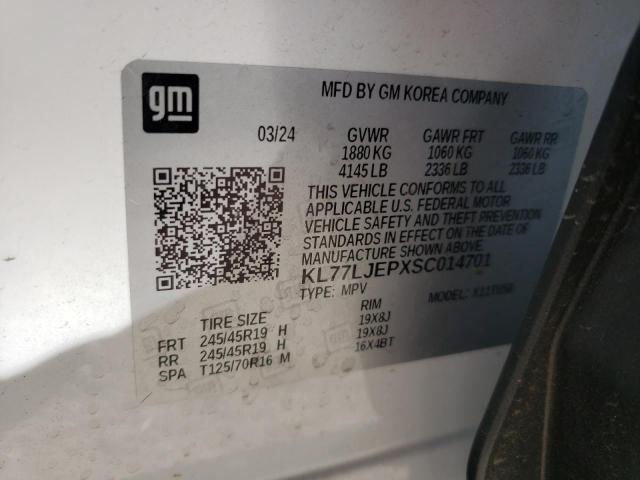 gm
MFD BY GM KOREA COMPANY
03/24 GVWR GAWR FRT GAWR RR
1880 KG 1060 KG 1060 KG
4145 LB 2336 LB 2336 LB
THIS VEHICLE CONFORMS TO ALL
APPLICABLE U.S. FEDERAL MOTOR
VEHICLE SAFETY AND THEFT PREVENTION
STANDARDS IN EFFECT ON THE DATE OF
MANUFACTURE SHOWN ABOVE.
KL77LJEPXSC014701
TYPE: MPV MODEL:
TIRE SIZE RIM
FRT 245/45R19 H 19X8J
RR 245/45R19 H 19X8J
SPA T125/70R16 M 16X4BT